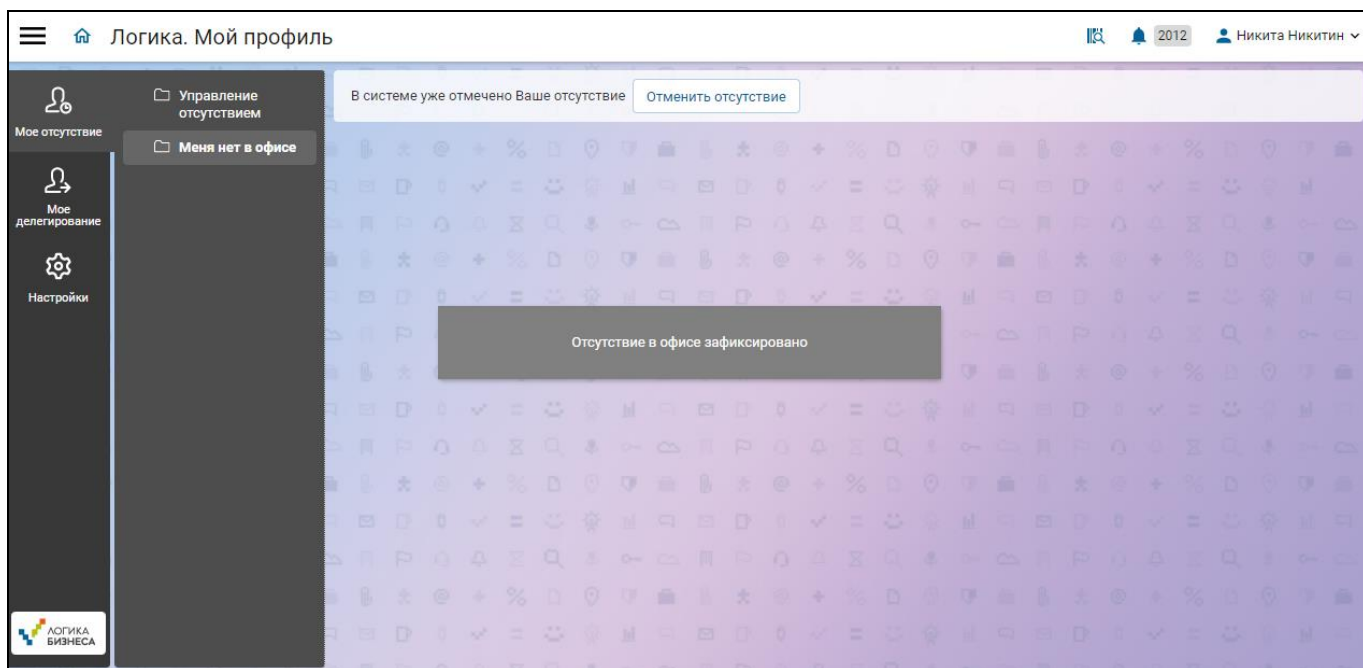 Логика. Мой профиль
2012
Никита Никитин
Мое отсутствие
Мое
делегирование
Настройки
Управление
отсутствием
Меня нет в офисе
В системе уже отмечено Ваше отсутствие
Отменить отсутствие
Отсутствие в офисе зафиксировано
ЛОГИКА
БИЗНЕСА